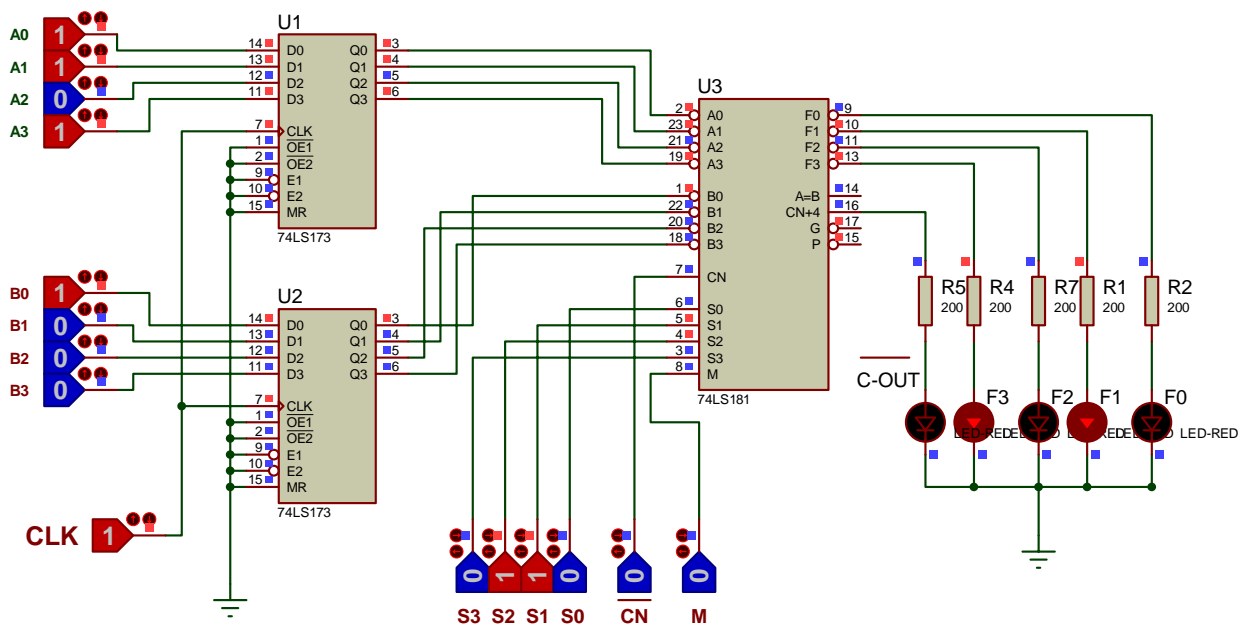 U1
A0 1
A1 1
A2 0
A3 1
14 D0 Q0 3
13 D1 Q1 4
12 D2 Q2 5
11 D3 Q3 6
7 CLK
1 OE1
2 OE2
9 E1
10 E2
15 MR
74LS173
U3
2 A0 F0 9
23 A1 F1 10
21 A2 F2 11
19 A3 F3 13
1 B0 A=B 14
22 B1 CN+4 16
20 B2 G 17
18 B3 P 15
7 CN
6 S0
5 S1
4 S2
3 S3
8 M
74LS181
B0 1
B1 0
B2 0
B3 0
U2
14 D0 Q0 3
13 D1 Q1 4
12 D2 Q2 5
11 D3 Q3 6
7 CLK
1 OE1
2 OE2
9 E1
10 E2
15 MR
74LS173
R5 R4 R7 R1 R2
200 200 200 200 200
C-OUT
F3 F2 F1 F0
LED-RED LED-RED
CLK 1
0 1 1 0 0 0
S3 S2 S1 S0 CN M